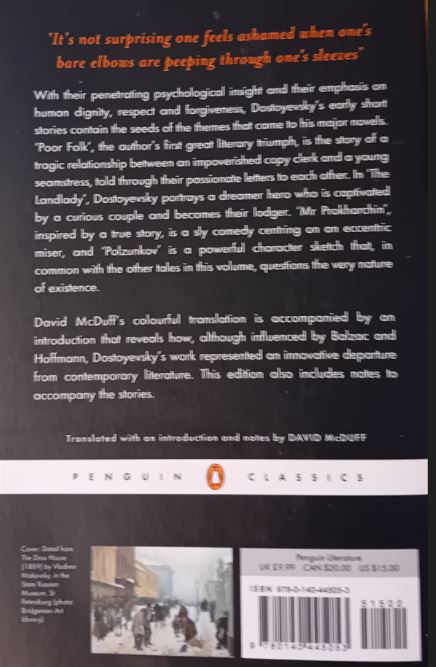 'It's not surprising one feels ashamed when one's
bare elbows are peeping through one's sleeves'
With their penetrating psychological insight and their emphasis on
human dignity, respect and forgiveness, Dostoyevsky's early short
stories contain the seeds of the themes that came to his major novels.
'Poor Folk', the author's first great literary triumph, is the story of a
tragic relationship between an impoverished copy clerk and a young
seamstress, told through their passionate letters to each other. In 'The
Landlady', Dostoyevsky portrays a dreamer hero who is captivated
by a curious couple and becomes their lodger. 'Mr Prokharchin',
inspired by a true story, is a sly comedy centring on an eccentric
miser, and 'Polzunkov' is a powerful character sketch that, in
common with the other tales in this volume, questions the very nature
of existence.
David McDuff's colourful translation is accompanied by an
introduction that reveals how, although influenced by Balzac and
Hoffmann, Dostoyevsky's work represented an innovative departure
from contemporary literature. This edition also includes notes to
accompany the stories.
Translated with an introduction and notes by DAVID McDUFF
PENGUIN CLASSICS
Cover: Detail from
The Doss House
(1889) by Vladimir
Makovsky, in the
State Russian
Museum, St
Petersburg (photo:
Bridgeman Art
Library)
Penguin Literature
UK £9.99 CAN $20.00 US $15.00
ISBN 978-0-140-44505-3
51500
9 780140 445053